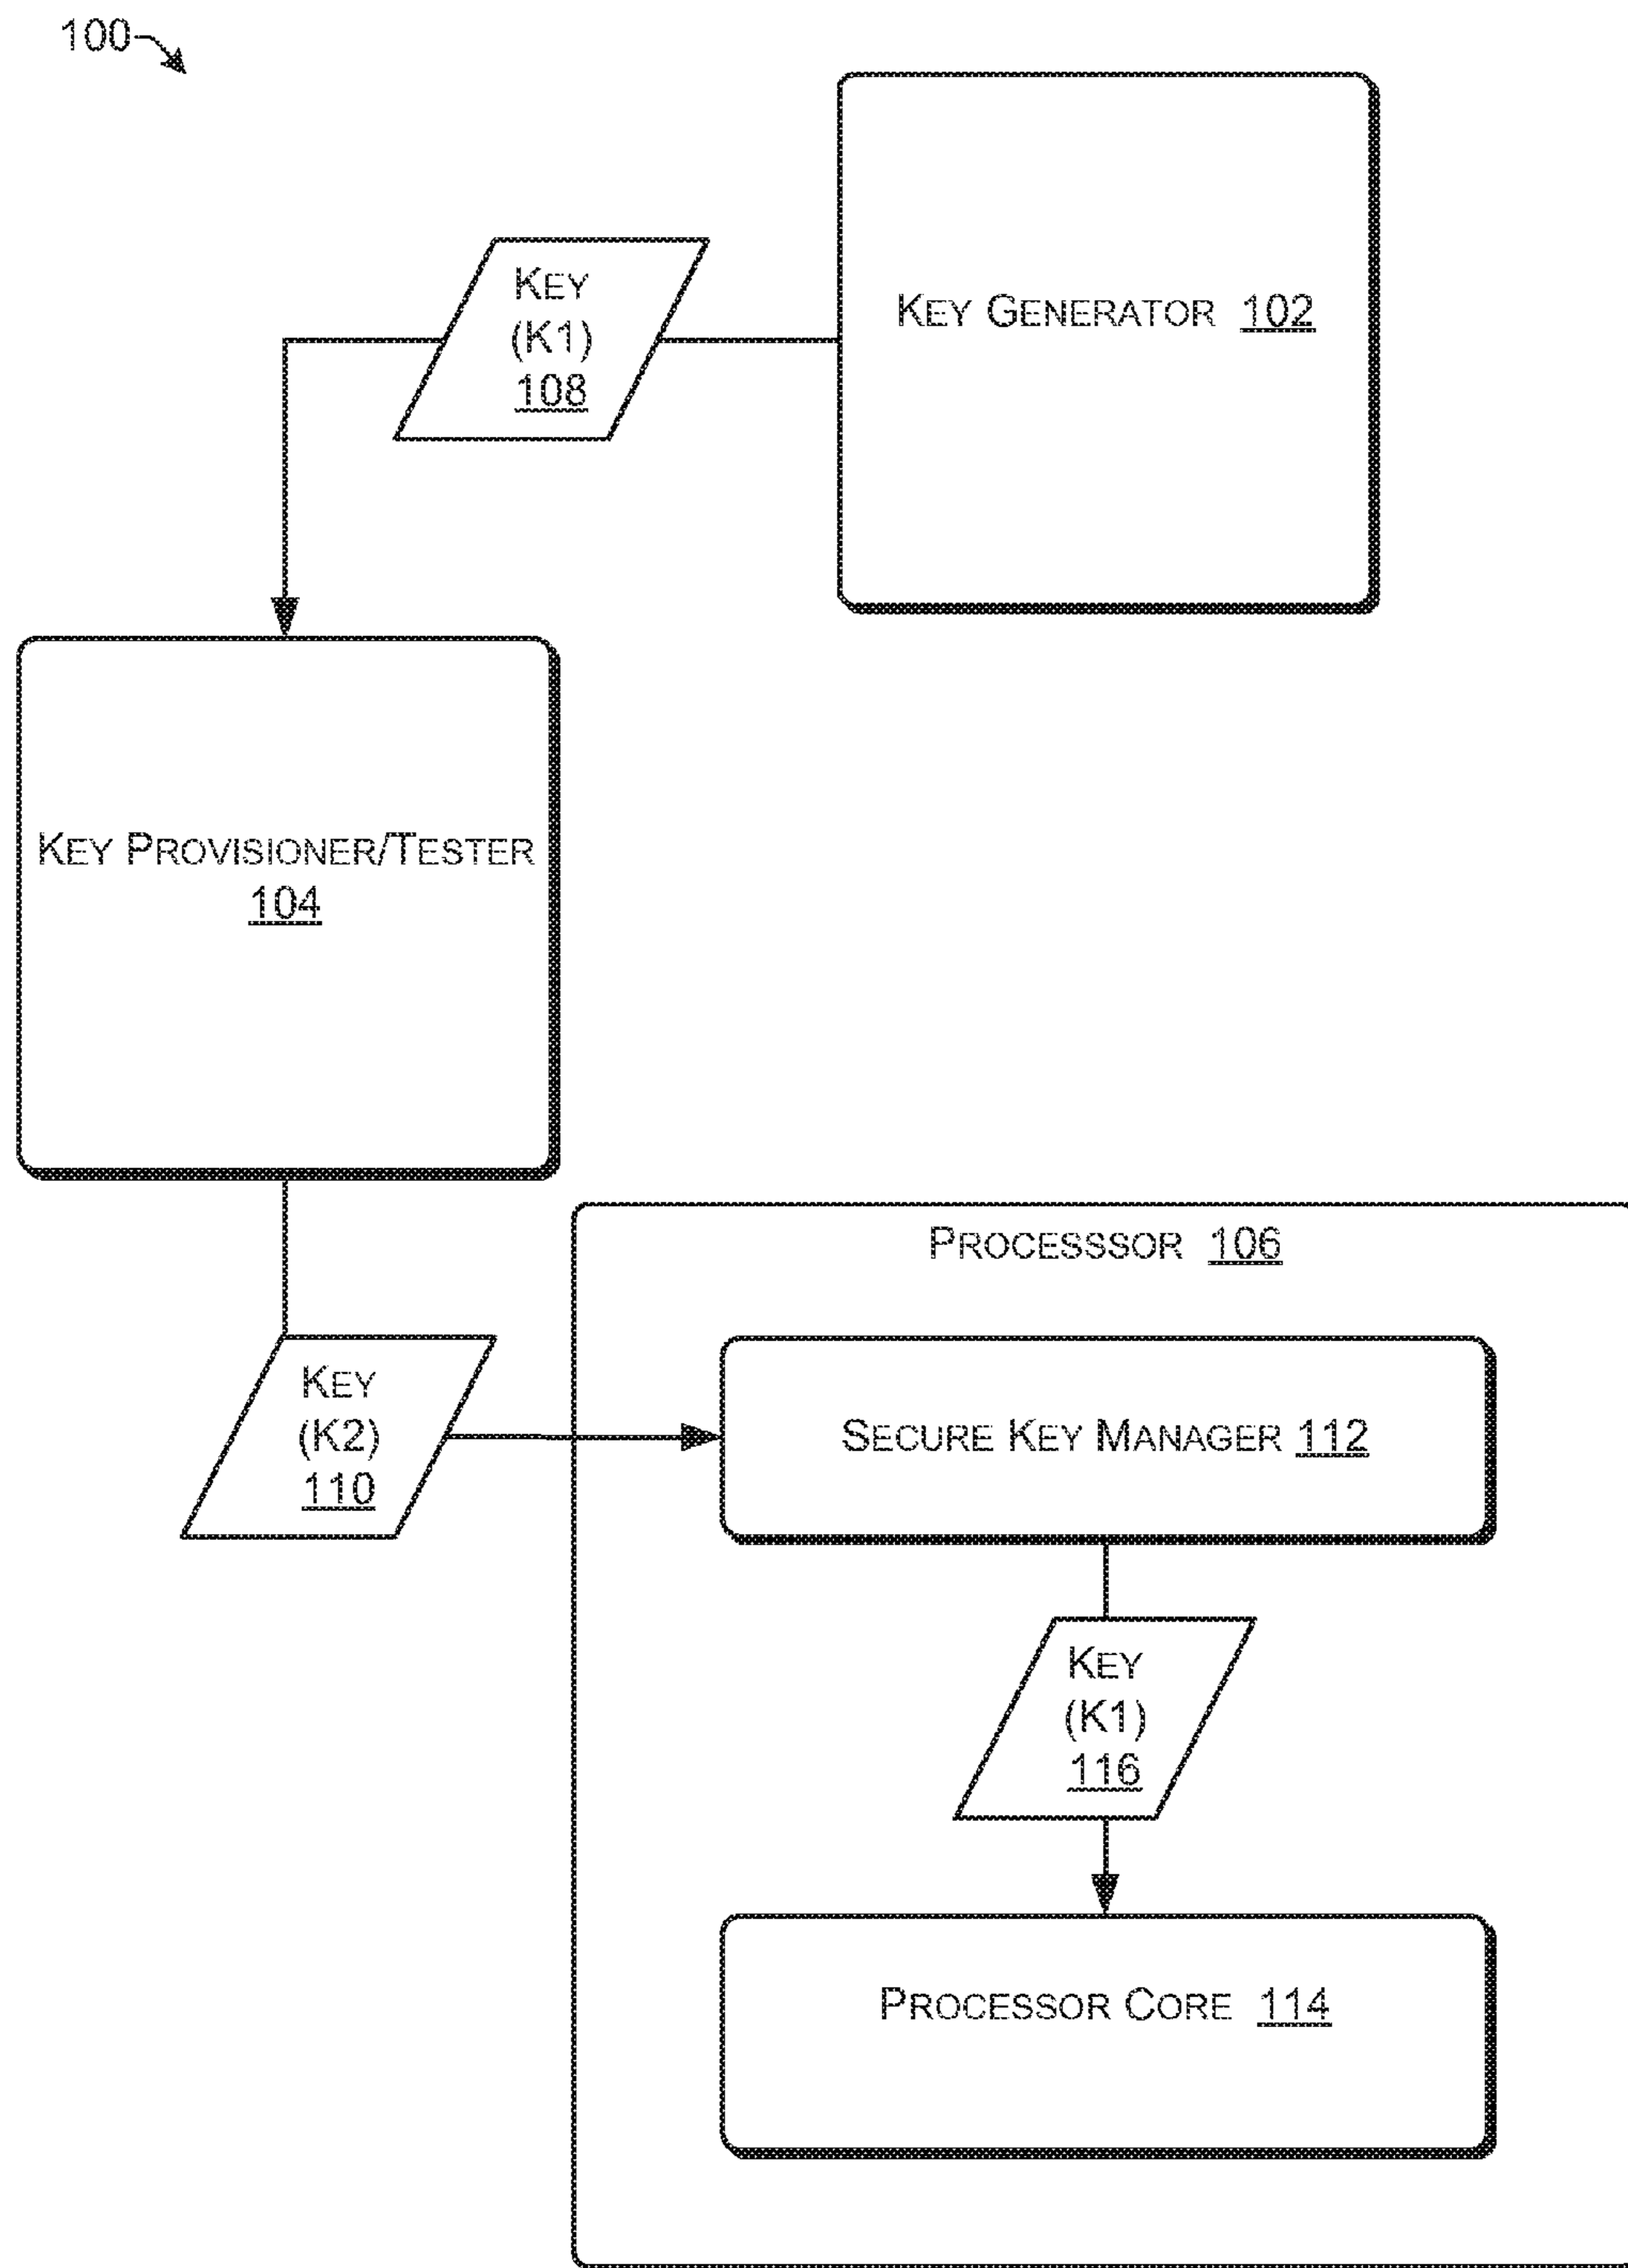 100
KEY GENERATOR 102
KEY
(K1)
108
KEY PROVISIONER/TESTER
104
PROCESSSOR 106
KEY
(K2)
110
SECURE KEY MANAGER 112
KEY
(K1)
116
PROCESSOR CORE 114